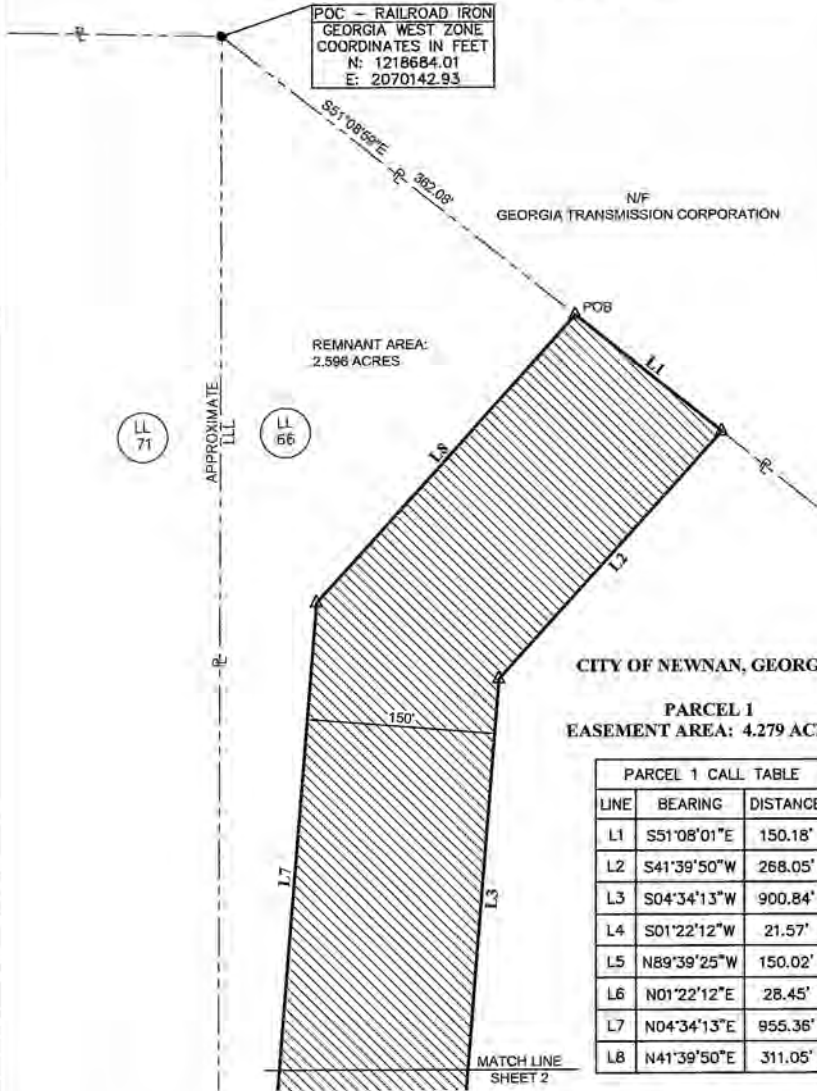 POC - RAILROAD IRON
GEORGIA WEST ZONE
COORDINATES IN FEET
N: 1218684.01
E: 2070142.93
S51°08'59"E
362.08'
N/F
GEORGIA TRANSMISSION CORPORATION
POB
L1
REMNANT AREA:
2.596 ACRES
LL
71
APPROXIMATE
LLL
LL
66
L8
L2
CITY OF NEWNAN, GEORG
PARCEL 1
EASEMENT AREA: 4.279 AC
150'
L7
L3
PARCEL 1 CALL TABLE
LINE BEARING DISTANCE
L1 S51°08'01"E 150.18'
L2 S41°39'50"W 268.05'
L3 S04°34'13"W 900.84'
L4 S01°22'12"W 21.57'
L5 N89°39'25"W 150.02'
L6 N01°22'12"E 28.45'
L7 N04°34'13"E 955.36'
L8 N41°39'50"E 311.05'
MATCH LINE
SHEET 2